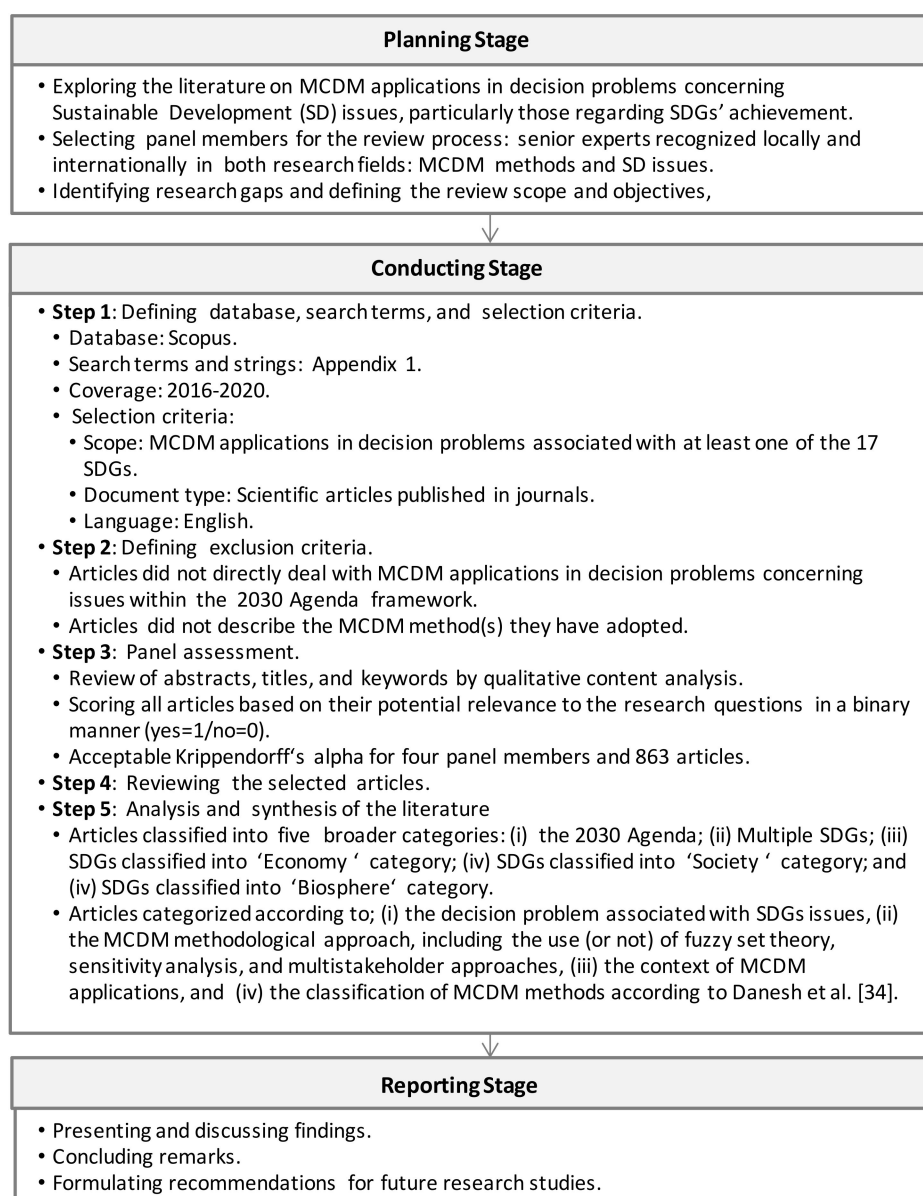 Planning Stage
• Exploring the literature on MCDM applications in decision problems concerning
Sustainable Development (SD) issues, particularly those regarding SDGs’ achievement.
• Selecting panel members for the review process: senior experts recognized locally and
internationally in both research fields: MCDM methods and SD issues.
• Identifying research gaps and defining the review scope and objectives,
Conducting Stage
• Step 1: Defining database, search terms, and selection criteria.
• Database: Scopus.
• Search terms and strings: Appendix 1.
• Coverage: 2016-2020.
• Selection criteria:
• Scope: MCDM applications in decision problems associated with at least one of the 17
SDGs.
• Document type: Scientific articles published in journals.
• Language: English.
• Step 2: Defining exclusion criteria.
• Articles did not directly deal with MCDM applications in decision problems concerning
issues within the 2030 Agenda framework.
• Articles did not describe the MCDM method(s) they have adopted.
• Step 3: Panel assessment.
• Review of abstracts, titles, and keywords by qualitative content analysis.
• Scoring all articles based on their potential relevance to the research questions in a binary
manner (yes=1/no=0).
• Acceptable Krippendorff‘s alpha for four panel members and 863 articles.
• Step 4: Reviewing the selected articles.
• Step 5: Analysis and synthesis of the literature
• Articles classified into five broader categories: (i) the 2030 Agenda; (ii) Multiple SDGs; (iii)
SDGs classified into ‘Economy ‘ category; (iv) SDGs classified into ‘Society ‘ category; and
(iv) SDGs classified into ‘Biosphere‘ category.
• Articles categorized according to; (i) the decision problem associated with SDGs issues, (ii)
the MCDM methodological approach, including the use (or not) of fuzzy set theory,
sensitivity analysis, and multistakeholder approaches, (iii) the context of MCDM
applications, and (iv) the classification of MCDM methods according to Danesh et al. [34].
Reporting Stage
• Presenting and discussing findings.
• Concluding remarks.
• Formulating recommendations for future research studies.